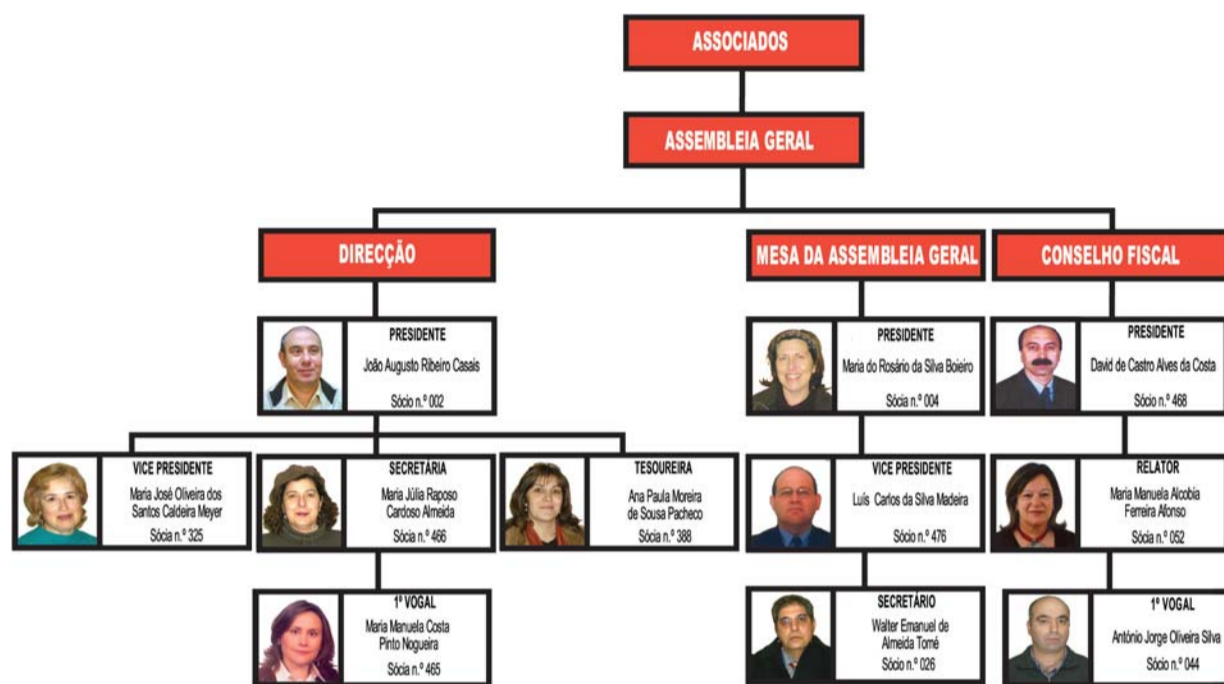 ASSOCIADOS
ASSEMBLEIA GERAL
DIRECÇÃO
MESA DA ASSEMBLEIA GERAL
CONSELHO FISCAL
PRESIDENTE
João Augusto Ribeiro Casais
Sócio n.º 002
PRESIDENTE
Maria do Rosário da Silva Boieiro
Sócia n.º 004
PRESIDENTE
David de Castro Alves da Costa
Sócio n.º 468
VICE PRESIDENTE
Maria José Oliveira dos
Santos Caldeira Meyer
Sócia n.º 325
SECRETÁRIA
Maria Júlia Raposo
Cardoso Almeida
Sócia n.º 466
TESOUREIRA
Ana Paula Moreira
de Sousa Pacheco
Sócia n.º 388
VICE PRESIDENTE
Luís Carlos da Silva Madeira
Sócio n.º 476
RELATOR
Maria Manuela Alcobia
Ferreira Afonso
Sócia n.º 052
1º VOGAL
Maria Manuela Costa
Pinto Nogueira
Sócia n.º 465
SECRETÁRIO
Walter Emanuel de
Almeida Tomé
Sócio n.º 026
1º VOGAL
António Jorge Oliveira Silva
Sócio n.º 044